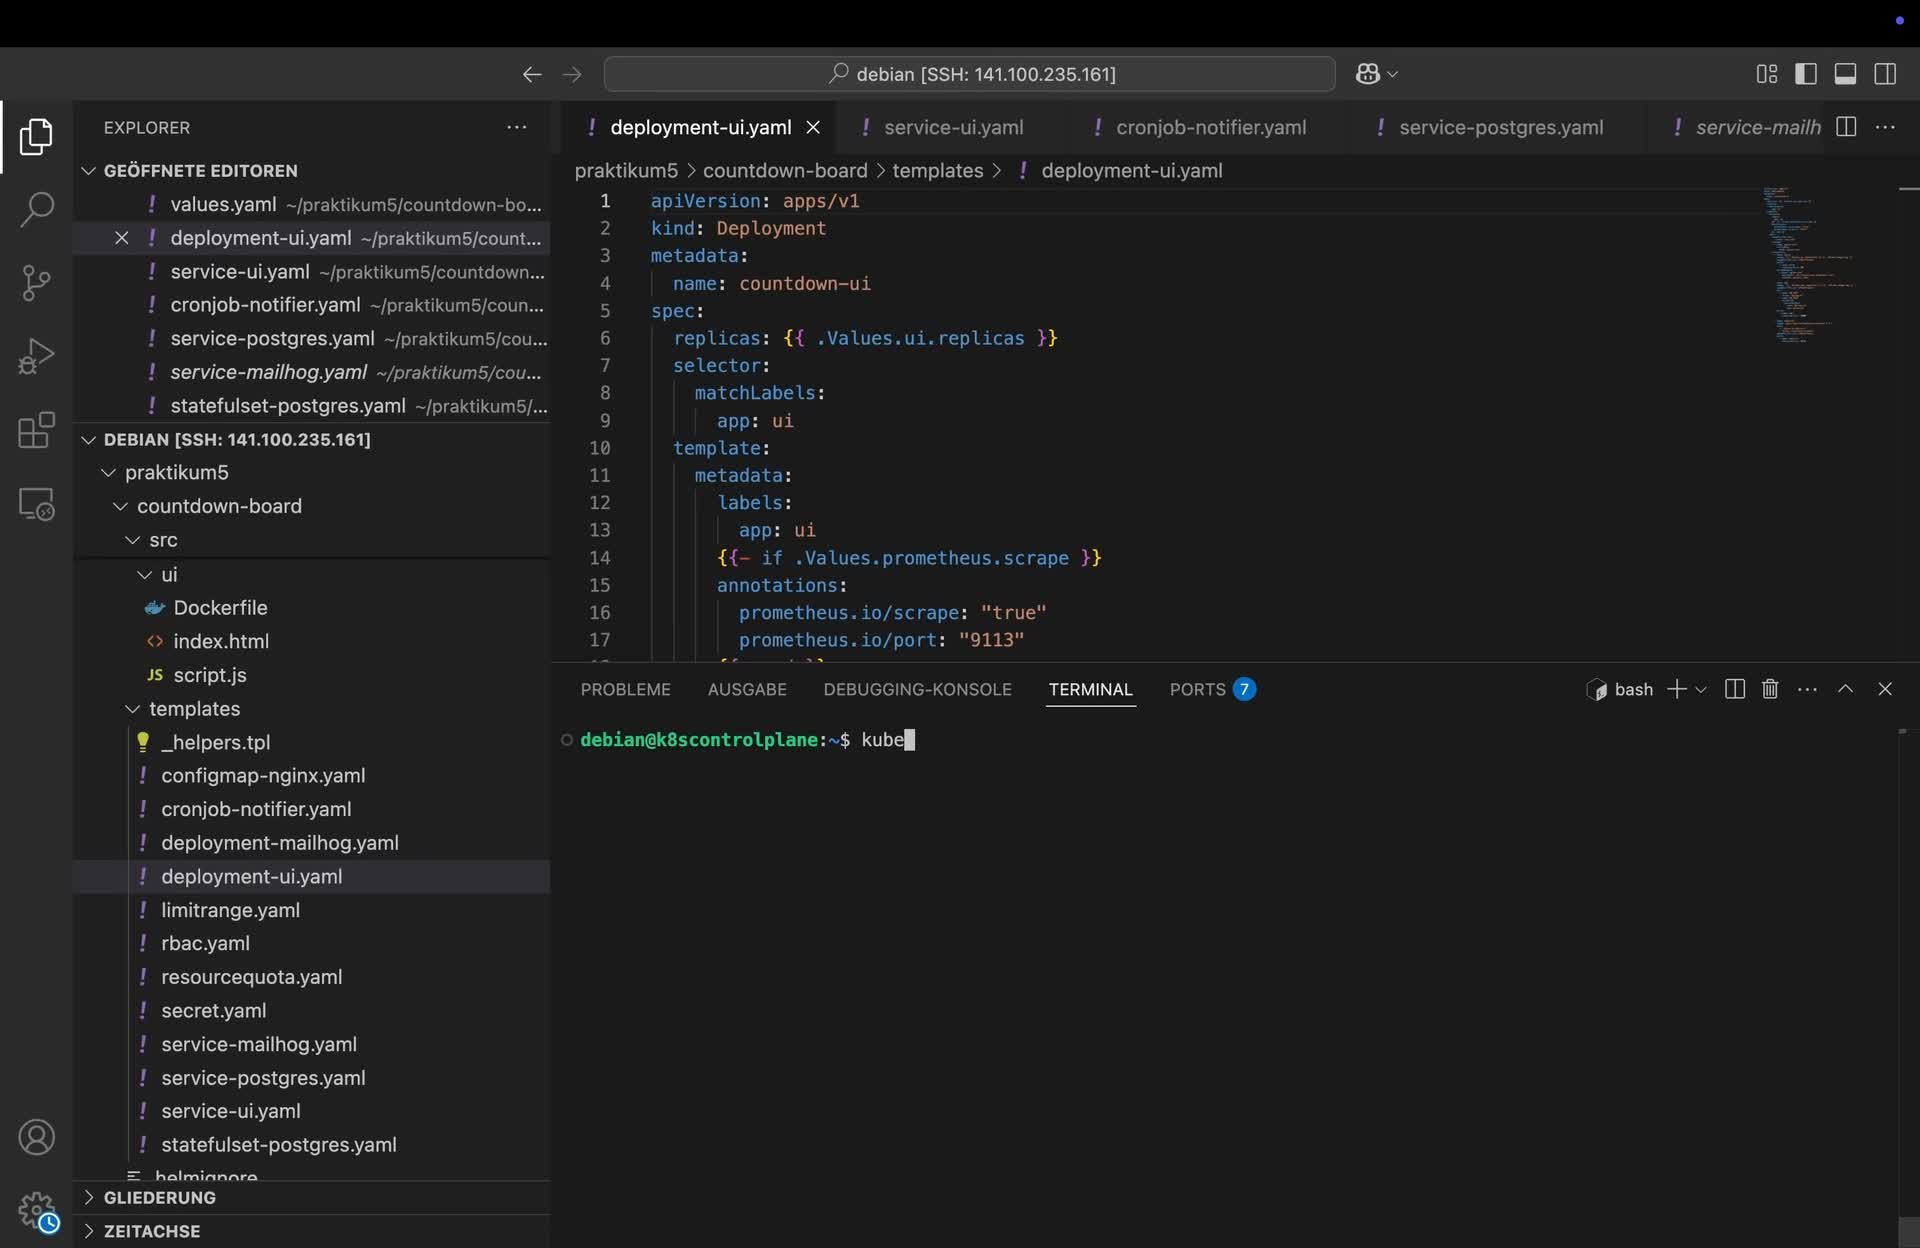 debian [SSH: 141.100.235.161]
EXPLORER
GEÖFFNETE EDITOREN
! values.yaml ~/praktikum5/countdown-bo...
! deployment-ui.yaml ~/praktikum5/count...
! service-ui.yaml ~/praktikum5/countdown...
! cronjob-notifier.yaml ~/praktikum5/coun...
! service-postgres.yaml ~/praktikum5/cou...
! service-mailhog.yaml ~/praktikum5/cou...
! statefulset-postgres.yaml ~/praktikum5/...
DEBIAN [SSH: 141.100.235.161]
praktikum5
countdown-board
src
ui
Dockerfile
<> index.html
JS script.js
templates
_helpers.tpl
! configmap-nginx.yaml
! cronjob-notifier.yaml
! deployment-mailhog.yaml
! deployment-ui.yaml
! limitrange.yaml
! rbac.yaml
! resourcequota.yaml
! secret.yaml
! service-mailhog.yaml
! service-postgres.yaml
! service-ui.yaml
! statefulset-postgres.yaml
helmignore
GLIEDERUNG
ZEITACHSE
! deployment-ui.yaml
! service-ui.yaml
! cronjob-notifier.yaml
! service-postgres.yaml
! service-mailh
praktikum5 > countdown-board > templates > ! deployment-ui.yaml
1 apiVersion: apps/v1
2 kind: Deployment
3 metadata:
4 name: countdown-ui
5 spec:
6 replicas: {{ .Values.ui.replicas }}
7 selector:
8 matchLabels:
9 app: ui
10 template:
11 metadata:
12 labels:
13 app: ui
14 {{- if .Values.prometheus.scrape }}
15 annotations:
16 prometheus.io/scrape: "true"
17 prometheus.io/port: "9113"
PROBLEME
AUSGABE
DEBUGGING-KONSOLE
TERMINAL
PORTS 7
bash
debian@k8scontrolplane:~$ kube